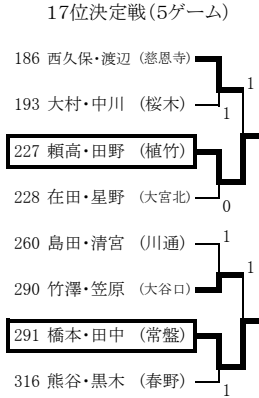 17位決定戦(5ゲーム)
186 西久保・渡辺 (慈恩寺)
1
193 大村・中川 (桜木)
1
227 頼高・田野 (植竹)
228 在田・星野 (大宮北)
0
260 島田・清宮 (川通)
1
1
290 竹澤・笠原 (大谷口)
291 橋本・田中 (常盤)
316 熊谷・黒木 (春野)
1